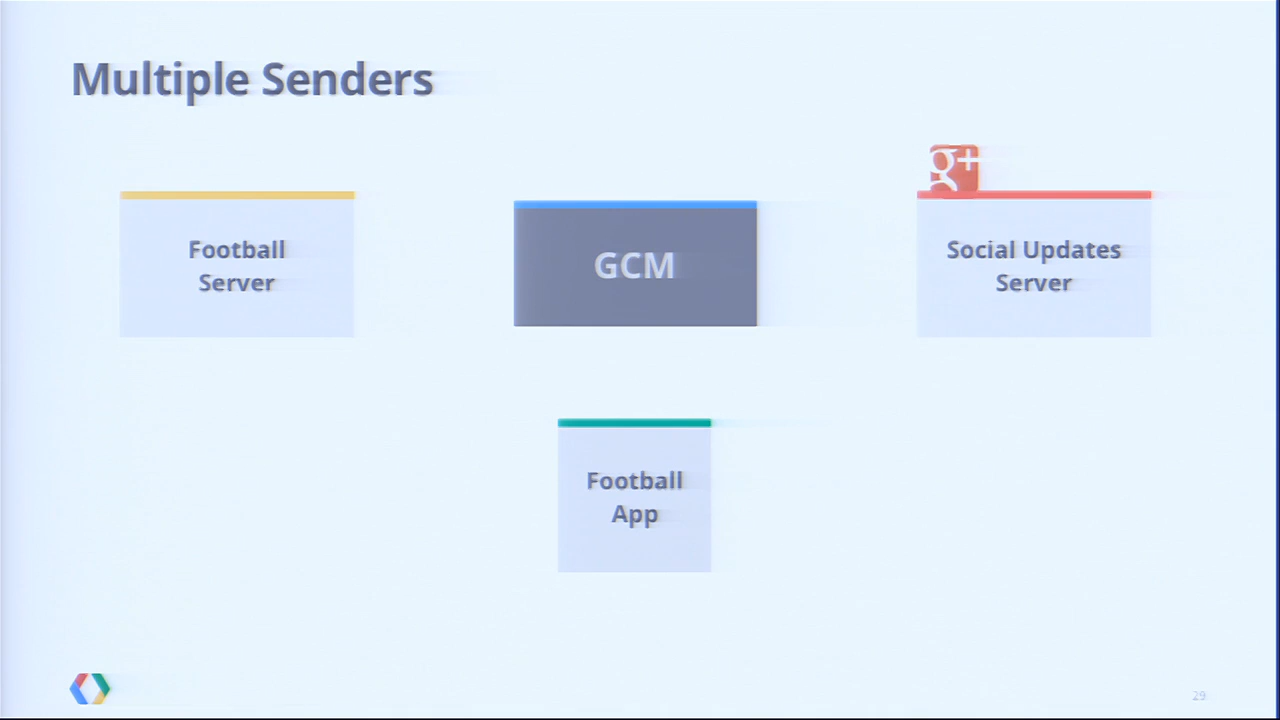 Multiple Senders
g+
Football
Server
GCM
Social Updates
Server
Football
App
29